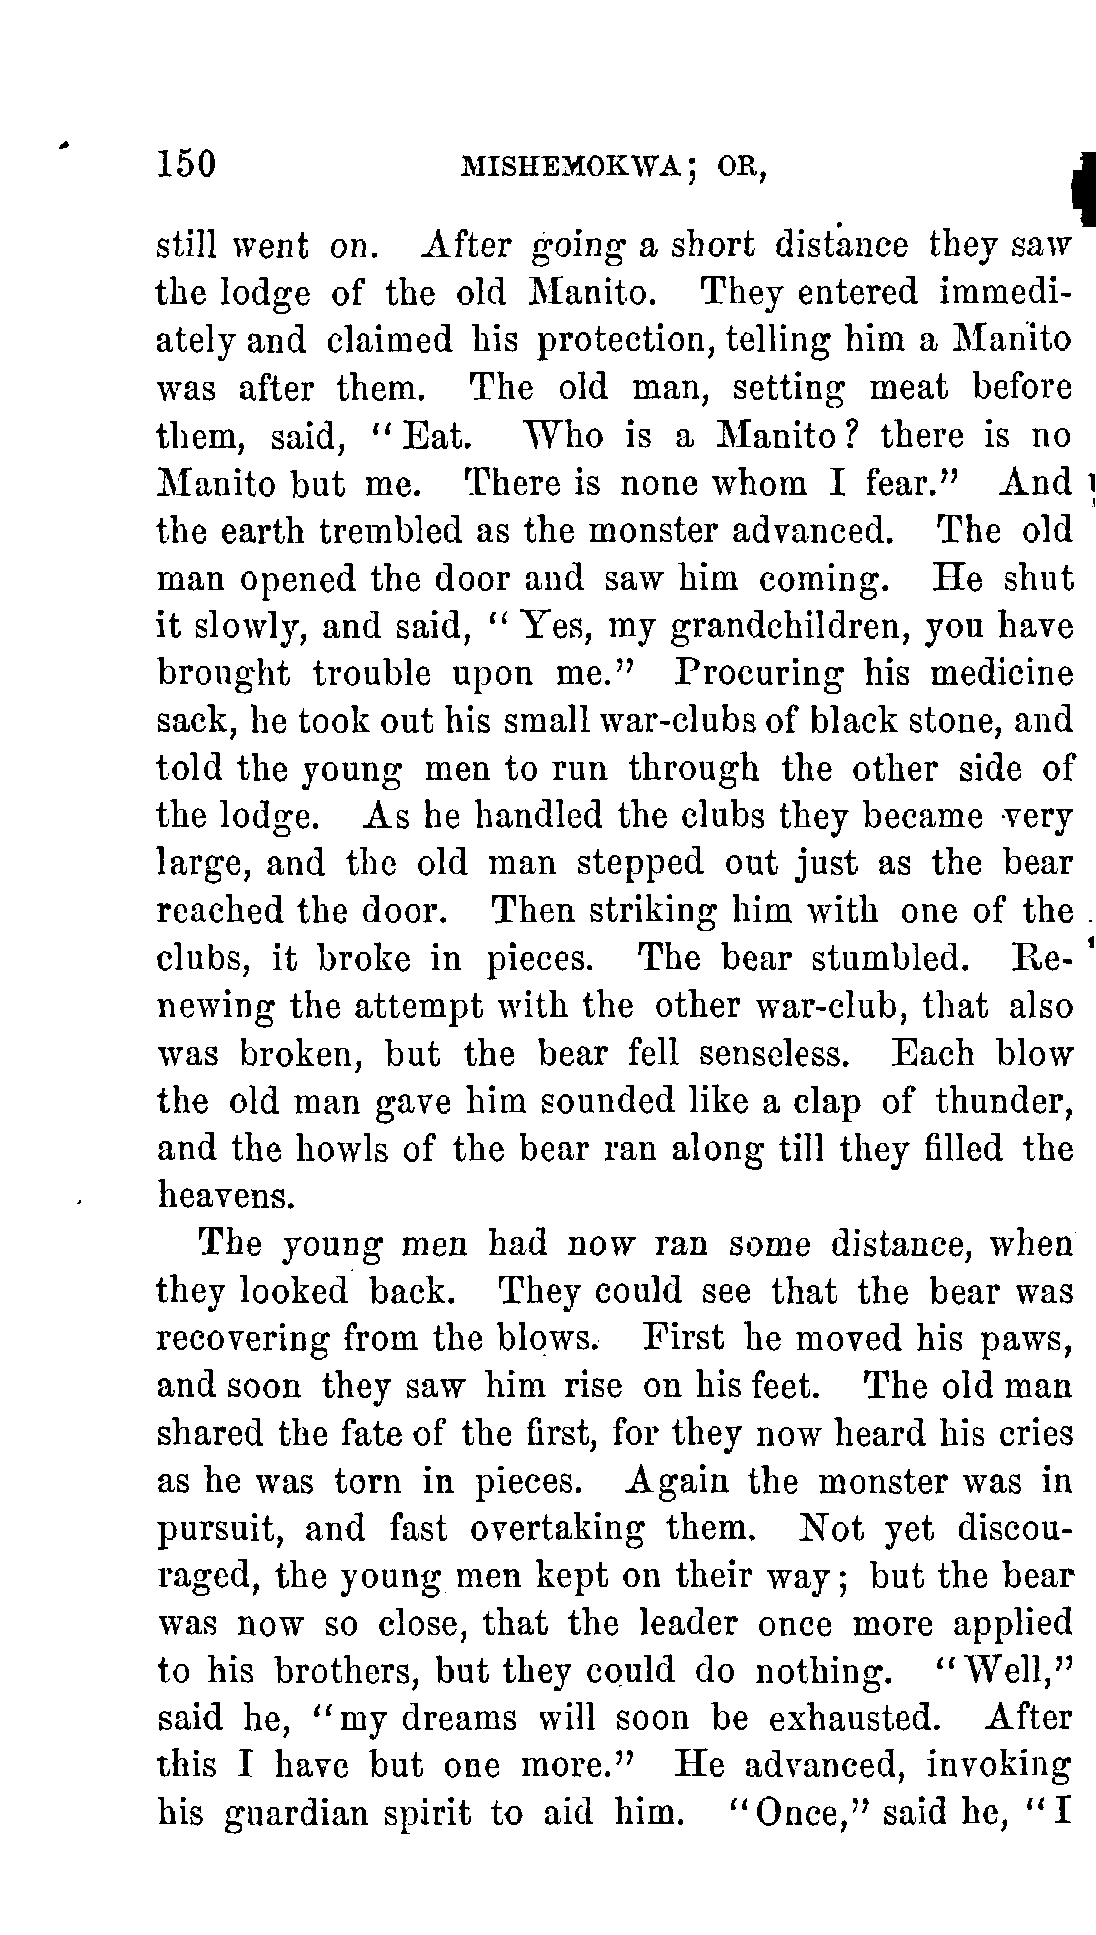 150 MISHEMOKWA; OR,
still went on. After going a short distance they saw
the lodge of the old Manito. They entered immedi-
ately and claimed his protection, telling him a Manito
was after them. The old man, setting meat before
them, said, "Eat. Who is a Manito? there is no
Manito but me. There is none whom I fear." And
the earth trembled as the monster advanced. The old
man opened the door and saw him coming. He shut
it slowly, and said, "Yes, my grandchildren, you have
brought trouble upon me." Procuring his medicine
sack, he took out his small war-clubs of black stone, and
told the young men to run through the other side of
the lodge. As he handled the clubs they became very
large, and the old man stepped out just as the bear
reached the door. Then striking him with one of the
clubs, it broke in pieces. The bear stumbled. Re-
newing the attempt with the other war-club, that also
was broken, but the bear fell senseless. Each blow
the old man gave him sounded like a clap of thunder,
and the howls of the bear ran along till they filled the
heavens.
The young men had now ran some distance, when
they looked back. They could see that the bear was
recovering from the blows. First he moved his paws,
and soon they saw him rise on his feet. The old man
shared the fate of the first, for they now heard his cries
as he was torn in pieces. Again the monster was in
pursuit, and fast overtaking them. Not yet discou-
raged, the young men kept on their way; but the bear
was now so close, that the leader once more applied
to his brothers, but they could do nothing. "Well,"
said he, "my dreams will soon be exhausted. After
this I have but one more." He advanced, invoking
his guardian spirit to aid him. "Once," said he, "I